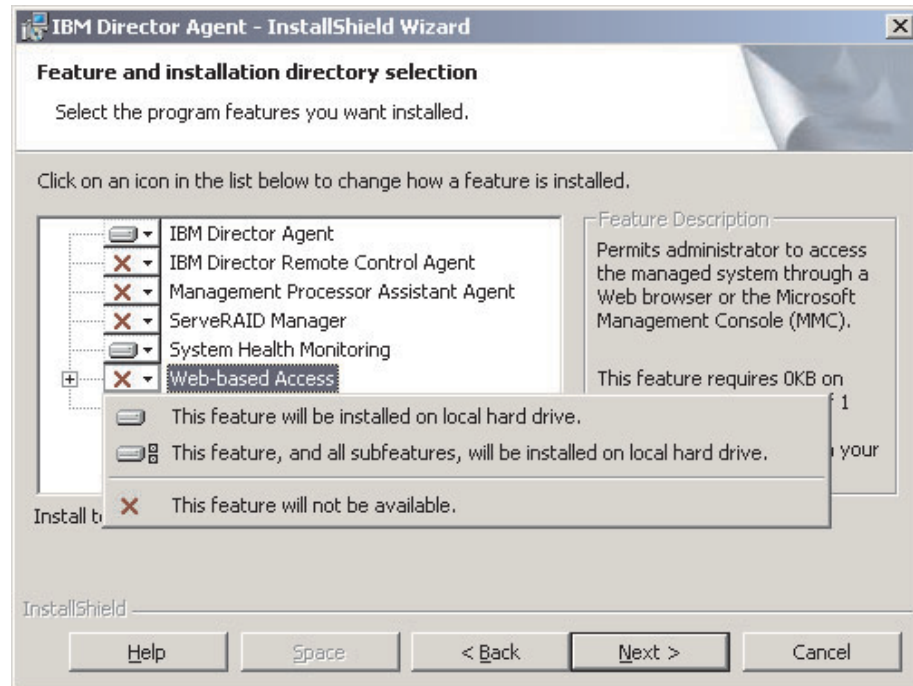 IBM Director Agent - InstallShield Wizard
Feature and installation directory selection
Select the program features you want installed.
Click on an icon in the list below to change how a feature is installed.
IBM Director Agent
IBM Director Remote Control Agent
Management Processor Assistant Agent
ServeRAID Manager
System Health Monitoring
Web-based Access
Feature Description
Permits administrator to access
the managed system through a
Web browser or the Microsoft
Management Console (MMC).
This feature requires 0KB on
1
your
This feature will be installed on local hard drive.
This feature, and all subfeatures, will be installed on local hard drive.
This feature will not be available.
Install
InstallShield
Help
Space
< Back
Next >
Cancel